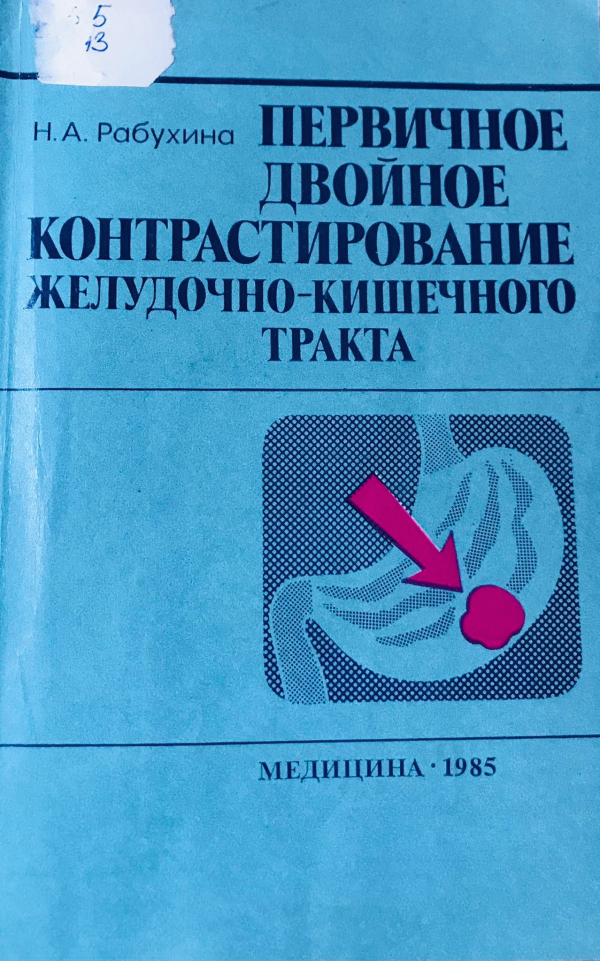 5
13
Н. А. Рабухина
ПЕРВИЧНОЕ
ДВОЙНОЕ
КОНТРАСТИРОВАНИЕ
ЖЕЛУДОЧНО-КИШЕЧНОГО
ТРАКТА
МЕДИЦИНА · 1985